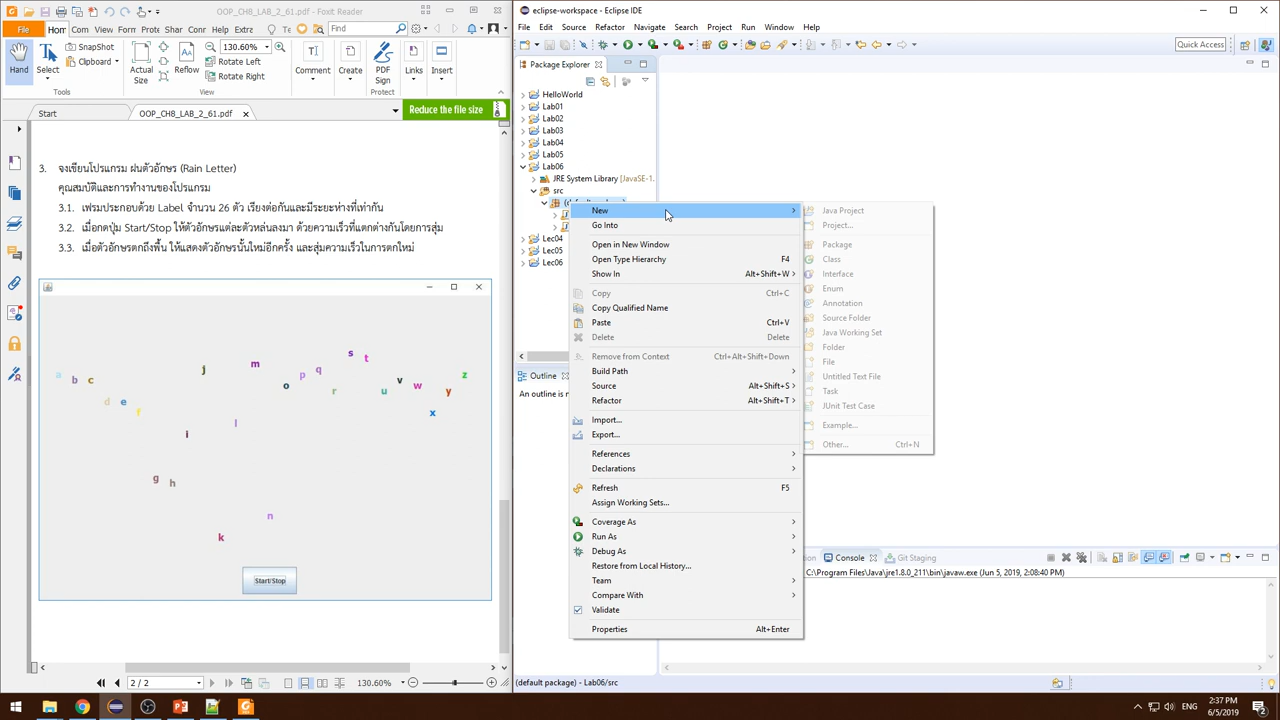 OOP_CH8_LAB_2_61.pdf - Foxit Reader
File
Hom
Com
View
Form
Prote
Shar
Conn
Help
Extra
Find
Hand
Select
SnapShot
Clipboard
Actual Size
Reflow
130.60%
Rotate Left
Rotate Right
Comment
Create
PDF Sign
Links
Insert
Tools
View
Protect
Start
OOP_CH8_LAB_2_61.pdf
Reduce the file size
3. จงเขียนโปรแกรม ฝนตัวอักษร (Rain Letter)
คุณสมบัติและการทำงานของโปรแกรม
3.1. เฟรมประกอบด้วย Label จำนวน 26 ตัว เรียงต่อกันและมีระยะห่างที่เท่ากัน
3.2. เมื่อกดปุ่ม Start/Stop ให้ตัวอักษรแต่ละตัวหล่นลงมา ด้วยความเร็วที่แตกต่างกันโดยการสุ่ม
3.3. เมื่อตัวอักษรตกถึงพื้น ให้แสดงตัวอักษรนั้นใหม่อีกครั้ง และสุ่มความเร็วในการตกใหม่
a b c d e f g h i j k l m n o p q r s t u v w x y z
Start/Stop
2 / 2
130.60%
eclipse-workspace - Eclipse IDE
File Edit Source Refactor Navigate Search Project Run Window Help
Quick Access
Package Explorer
HelloWorld
Lab01
Lab02
Lab03
Lab04
Lab05
Lab06
JRE System Library [JavaSE-1.
src
Lec04
Lec05
Lec06
Outline
An outline is n
New
Go Into
Open in New Window
Open Type Hierarchy F4
Show In Alt+Shift+W
Copy Ctrl+C
Copy Qualified Name
Paste Ctrl+V
Delete Delete
Remove from Context Ctrl+Alt+Shift+Down
Build Path
Source Alt+Shift+S
Refactor Alt+Shift+T
Import...
Export...
References
Declarations
Refresh F5
Assign Working Sets...
Coverage As
Run As
Debug As
Restore from Local History...
Team
Compare With
Validate
Properties Alt+Enter
Java Project
Project...
Package
Class
Interface
Enum
Annotation
Source Folder
Java Working Set
Folder
File
Untitled Text File
Task
JUnit Test Case
Example...
Other... Ctrl+N
Console
Git Staging
C:\Program Files\Java\jre1.8.0_211\bin\javaw.exe (Jun 5, 2019, 2:08:40 PM)
(default package) - Lab06/src
ENG
2:37 PM
6/5/2019
2